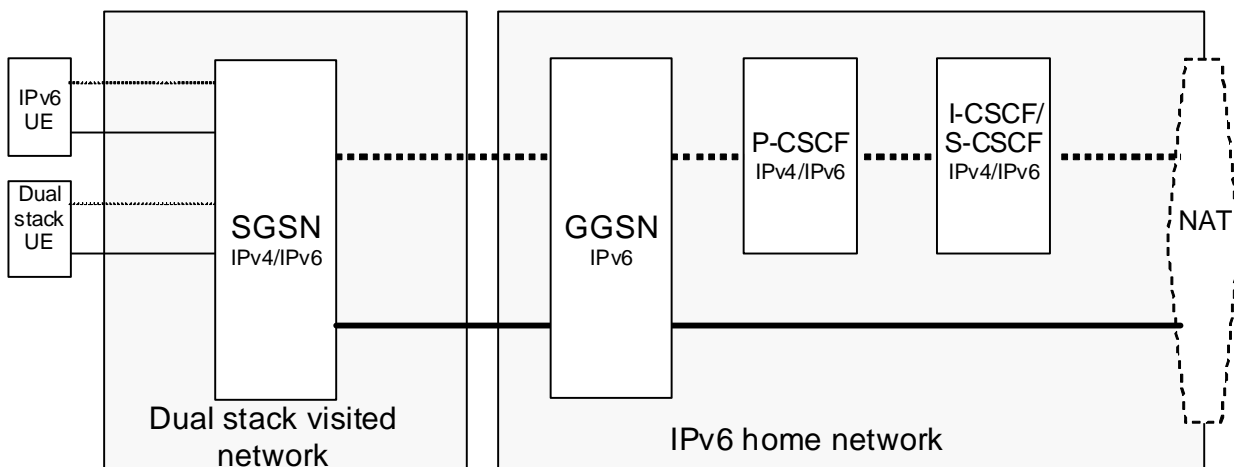 IPv6
UE
Dual
stack
UE
SGSN
IPv4/IPv6
Dual stack visited
network
GGSN
IPv6
P-CSCF
IPv4/IPv6
I-CSCF/
S-CSCF
IPv4/IPv6
NAT
IPv6 home network